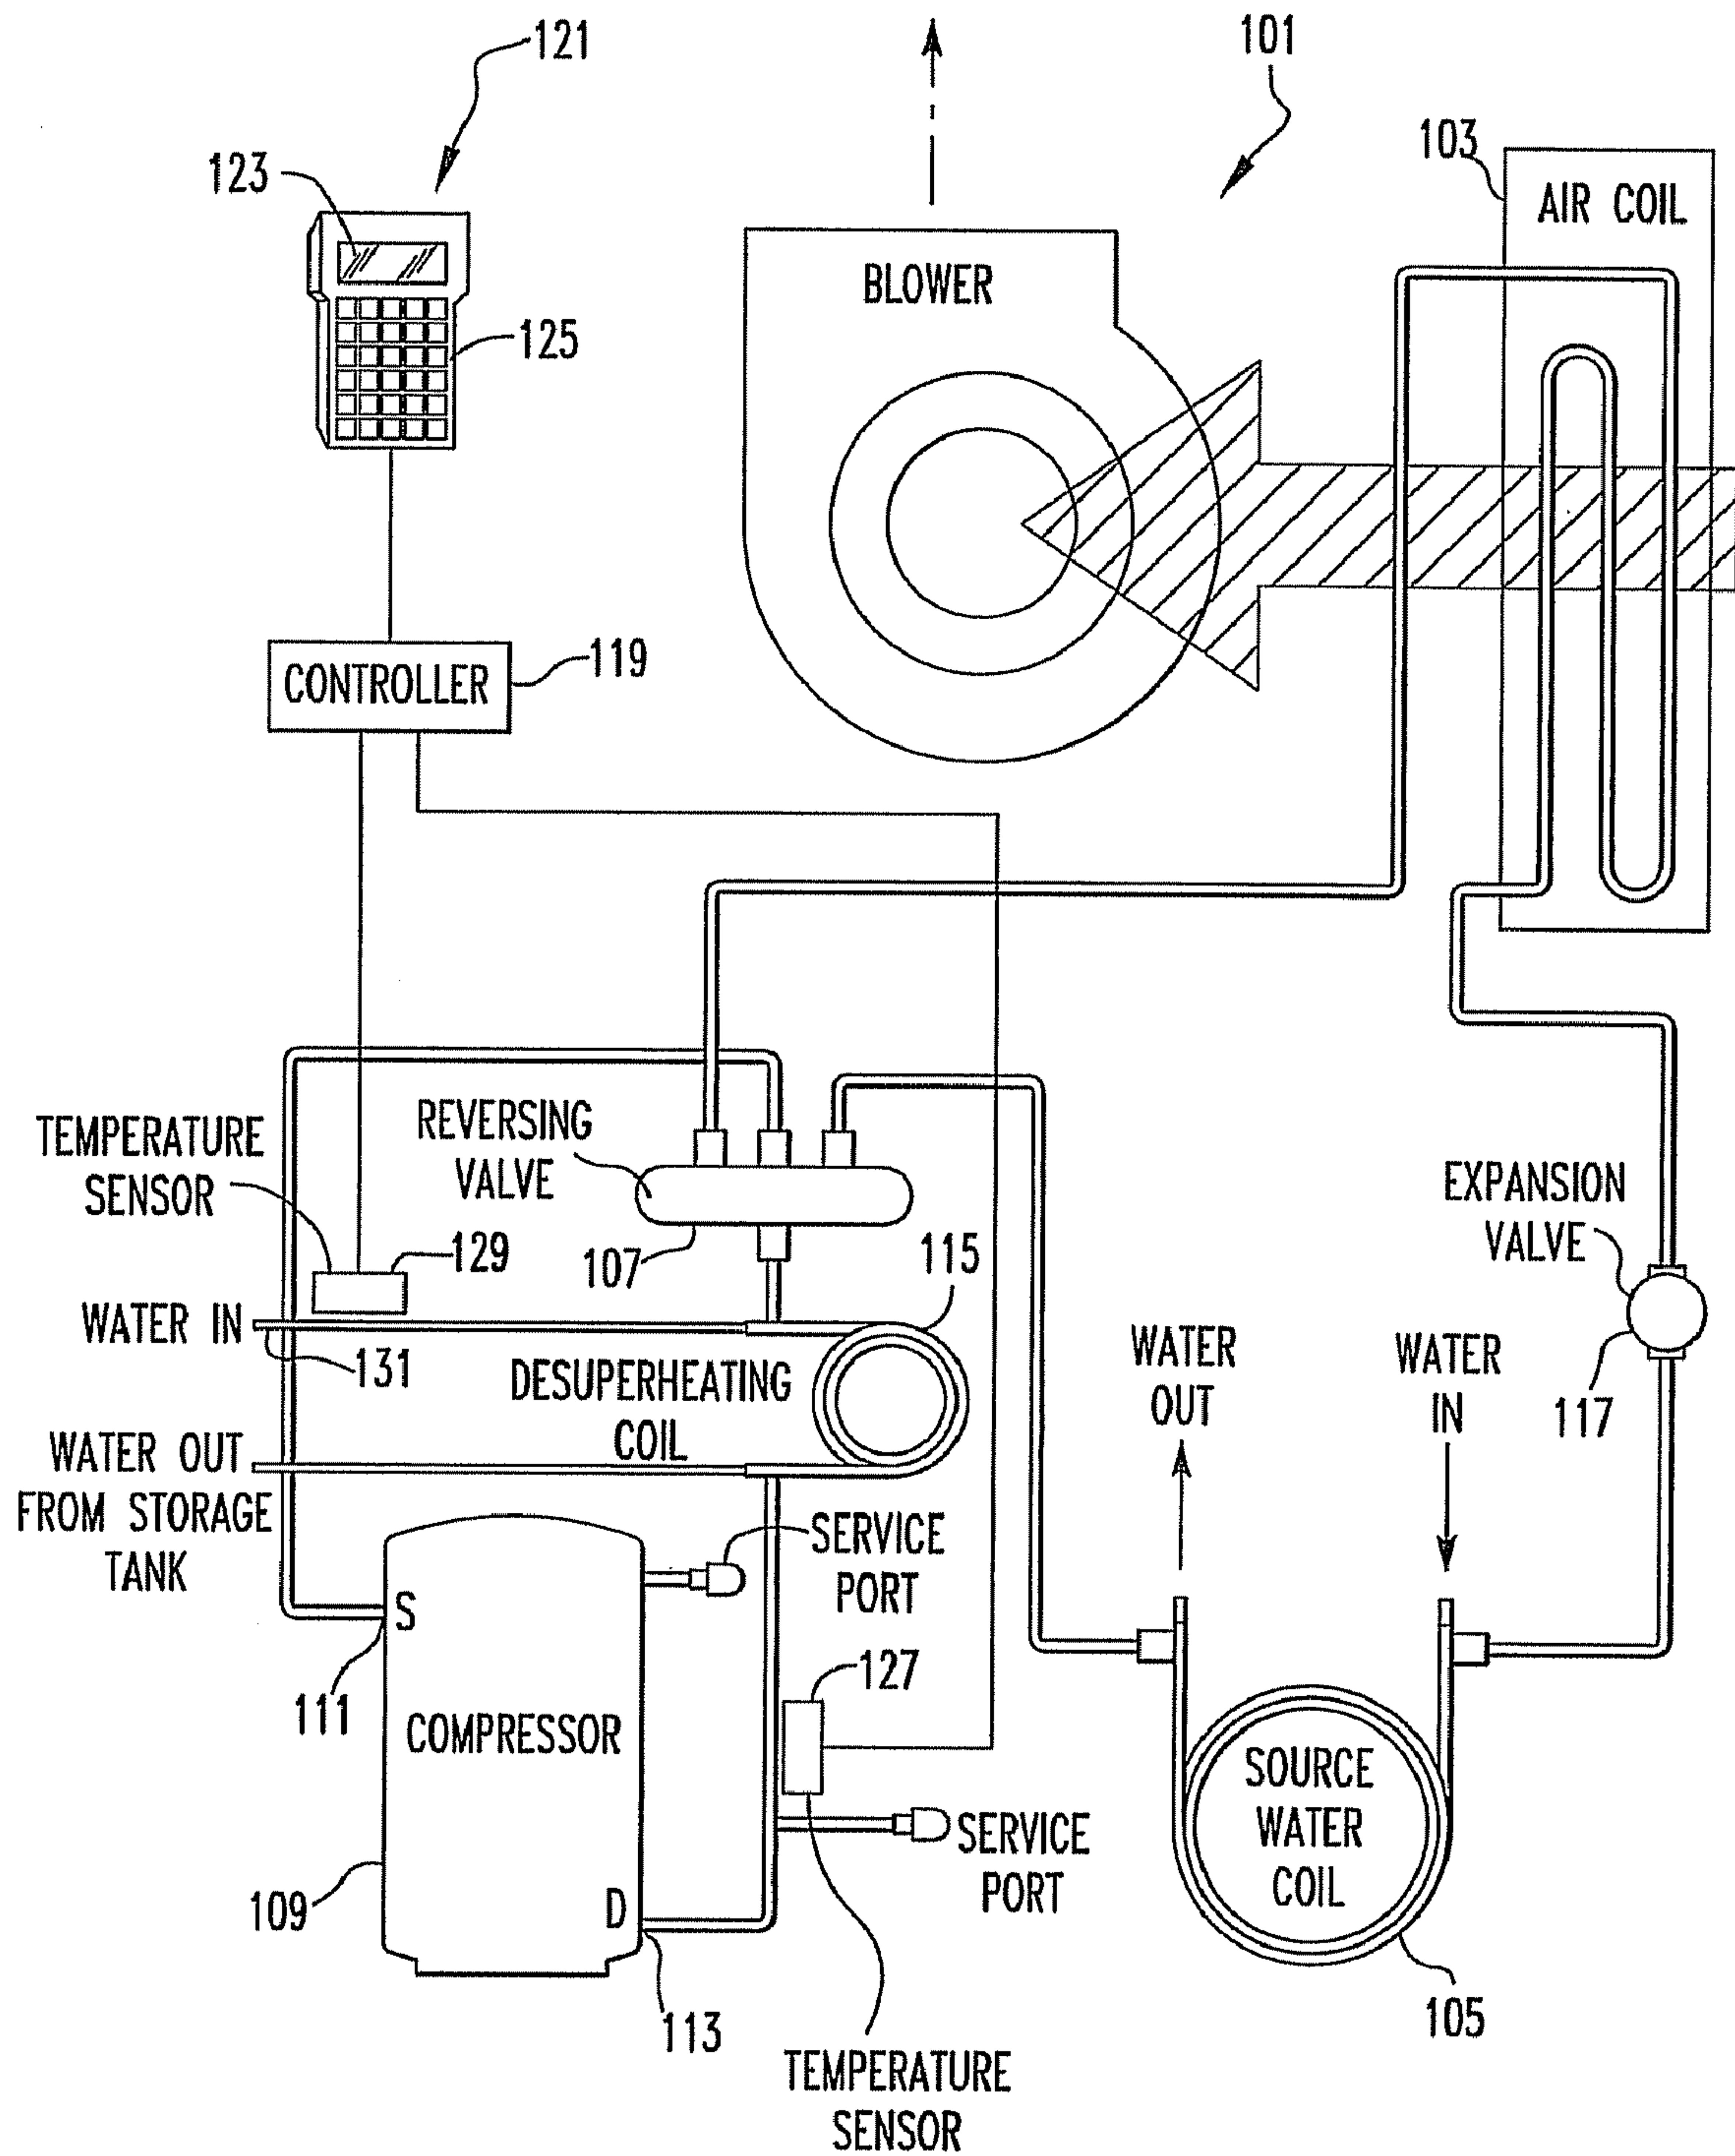 121
101
123
103
AIR COIL
BLOWER
125
CONTROLLER
119
REVERSING
VALVE
TEMPERATURE
SENSOR
129
107
115
EXPANSION
VALVE
WATER IN
131
DESUPERHEATING
COIL
WATER
OUT
WATER
IN
117
WATER OUT
FROM STORAGE
TANK
SERVICE
PORT
S
111
127
COMPRESSOR
SOURCE
WATER
COIL
SERVICE
PORT
109
D
113
105
TEMPERATURE
SENSOR